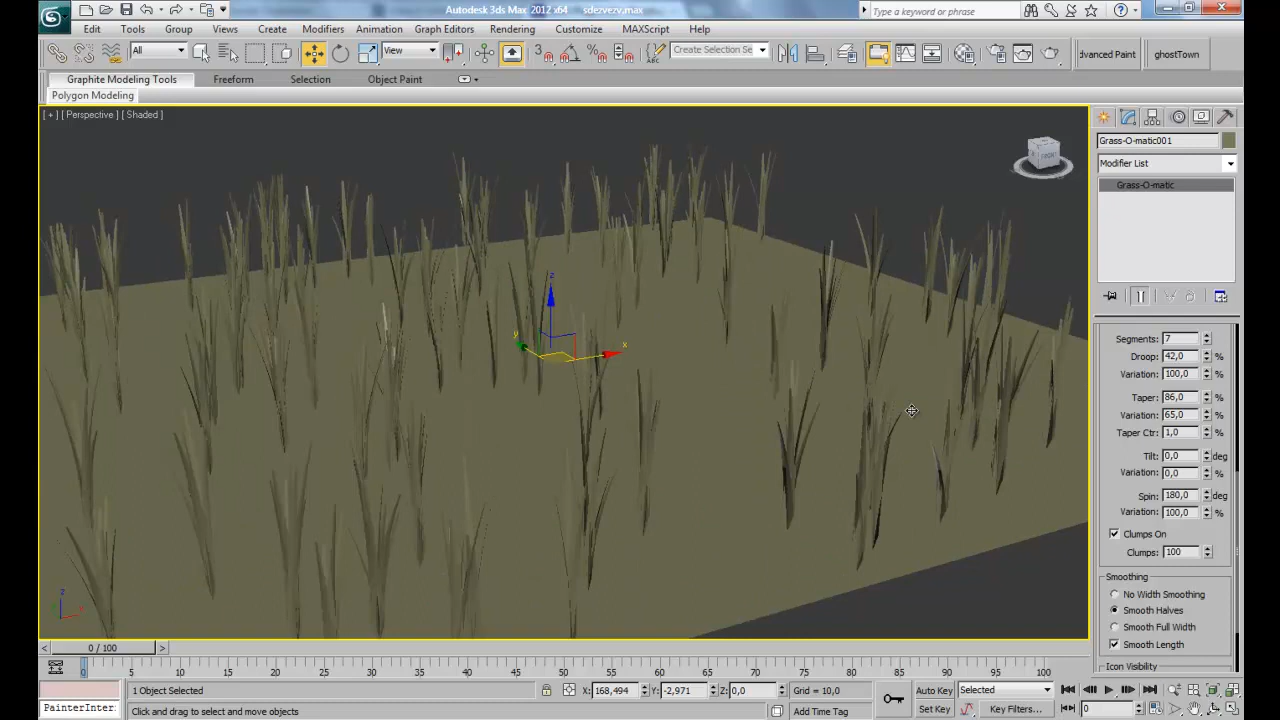 Autodesk 3ds Max 2012 x64 sdezvezv.max
Type a keyword or phrase
Edit Tools Group Views Create Modifiers Animation Graph Editors Rendering Customize MAXScript Help
All View 3 Create Selection Se dvanced Paint ghostTown
Graphite Modeling Tools Freeform Selection Object Paint
Polygon Modeling
[ + ] [ Perspective ] [ Shaded ]
FRONT
z
y
x
z
Grass-O-matic001
Modifier List
Grass-O-matic
Segments: 7
Droop: 42,0 %
Variation: 100,0 %
Taper: 86,0 %
Variation: 65,0 %
Taper Ctr: 1,0 %
Tilt: 0,0 deg
Variation: 0,0 %
Spin: 180,0 deg
Variation: 100,0 %
Clumps On
Clumps: 100
Smoothing
No Width Smoothing
Smooth Halves
Smooth Full Width
Smooth Length
Icon Visibility
< 0 / 100 >
0 5 10 15 20 25 30 35 40 45 50 55 60 65 70 75 80 85 90 95 100
1 Object Selected X: 168,494 Y: -2,971 Z: 0,0 Grid = 10,0 Auto Key Selected
PainterInter: Click and drag to select and move objects Add Time Tag Set Key Key Filters... 0